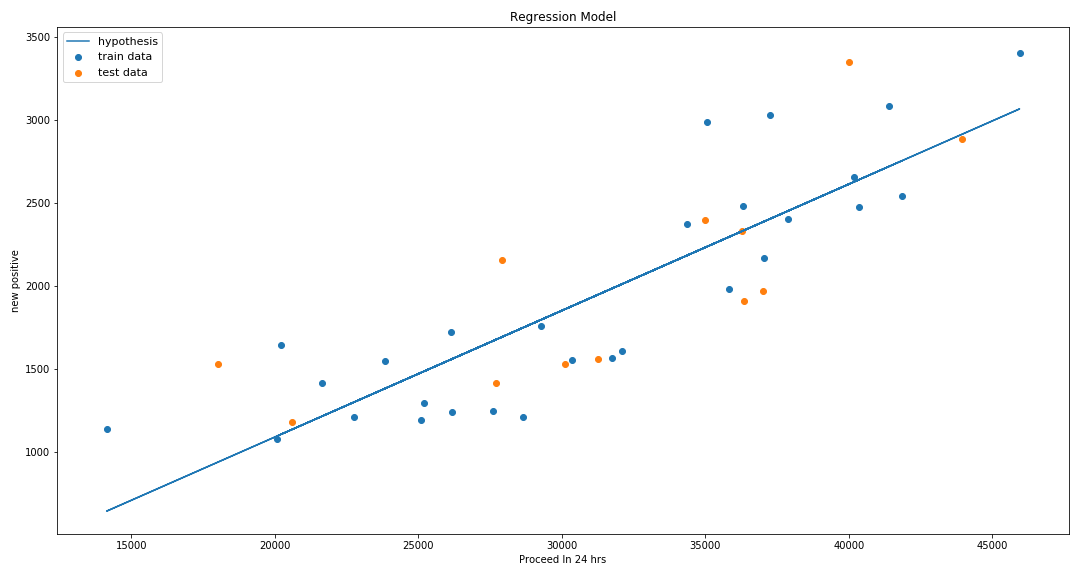 Regression Model
hypothesis
train data
test data
3500
3000
2500
2000
1500
1000
new positive
15000 20000 25000 30000 35000 40000 45000
Proceed In 24 hrs